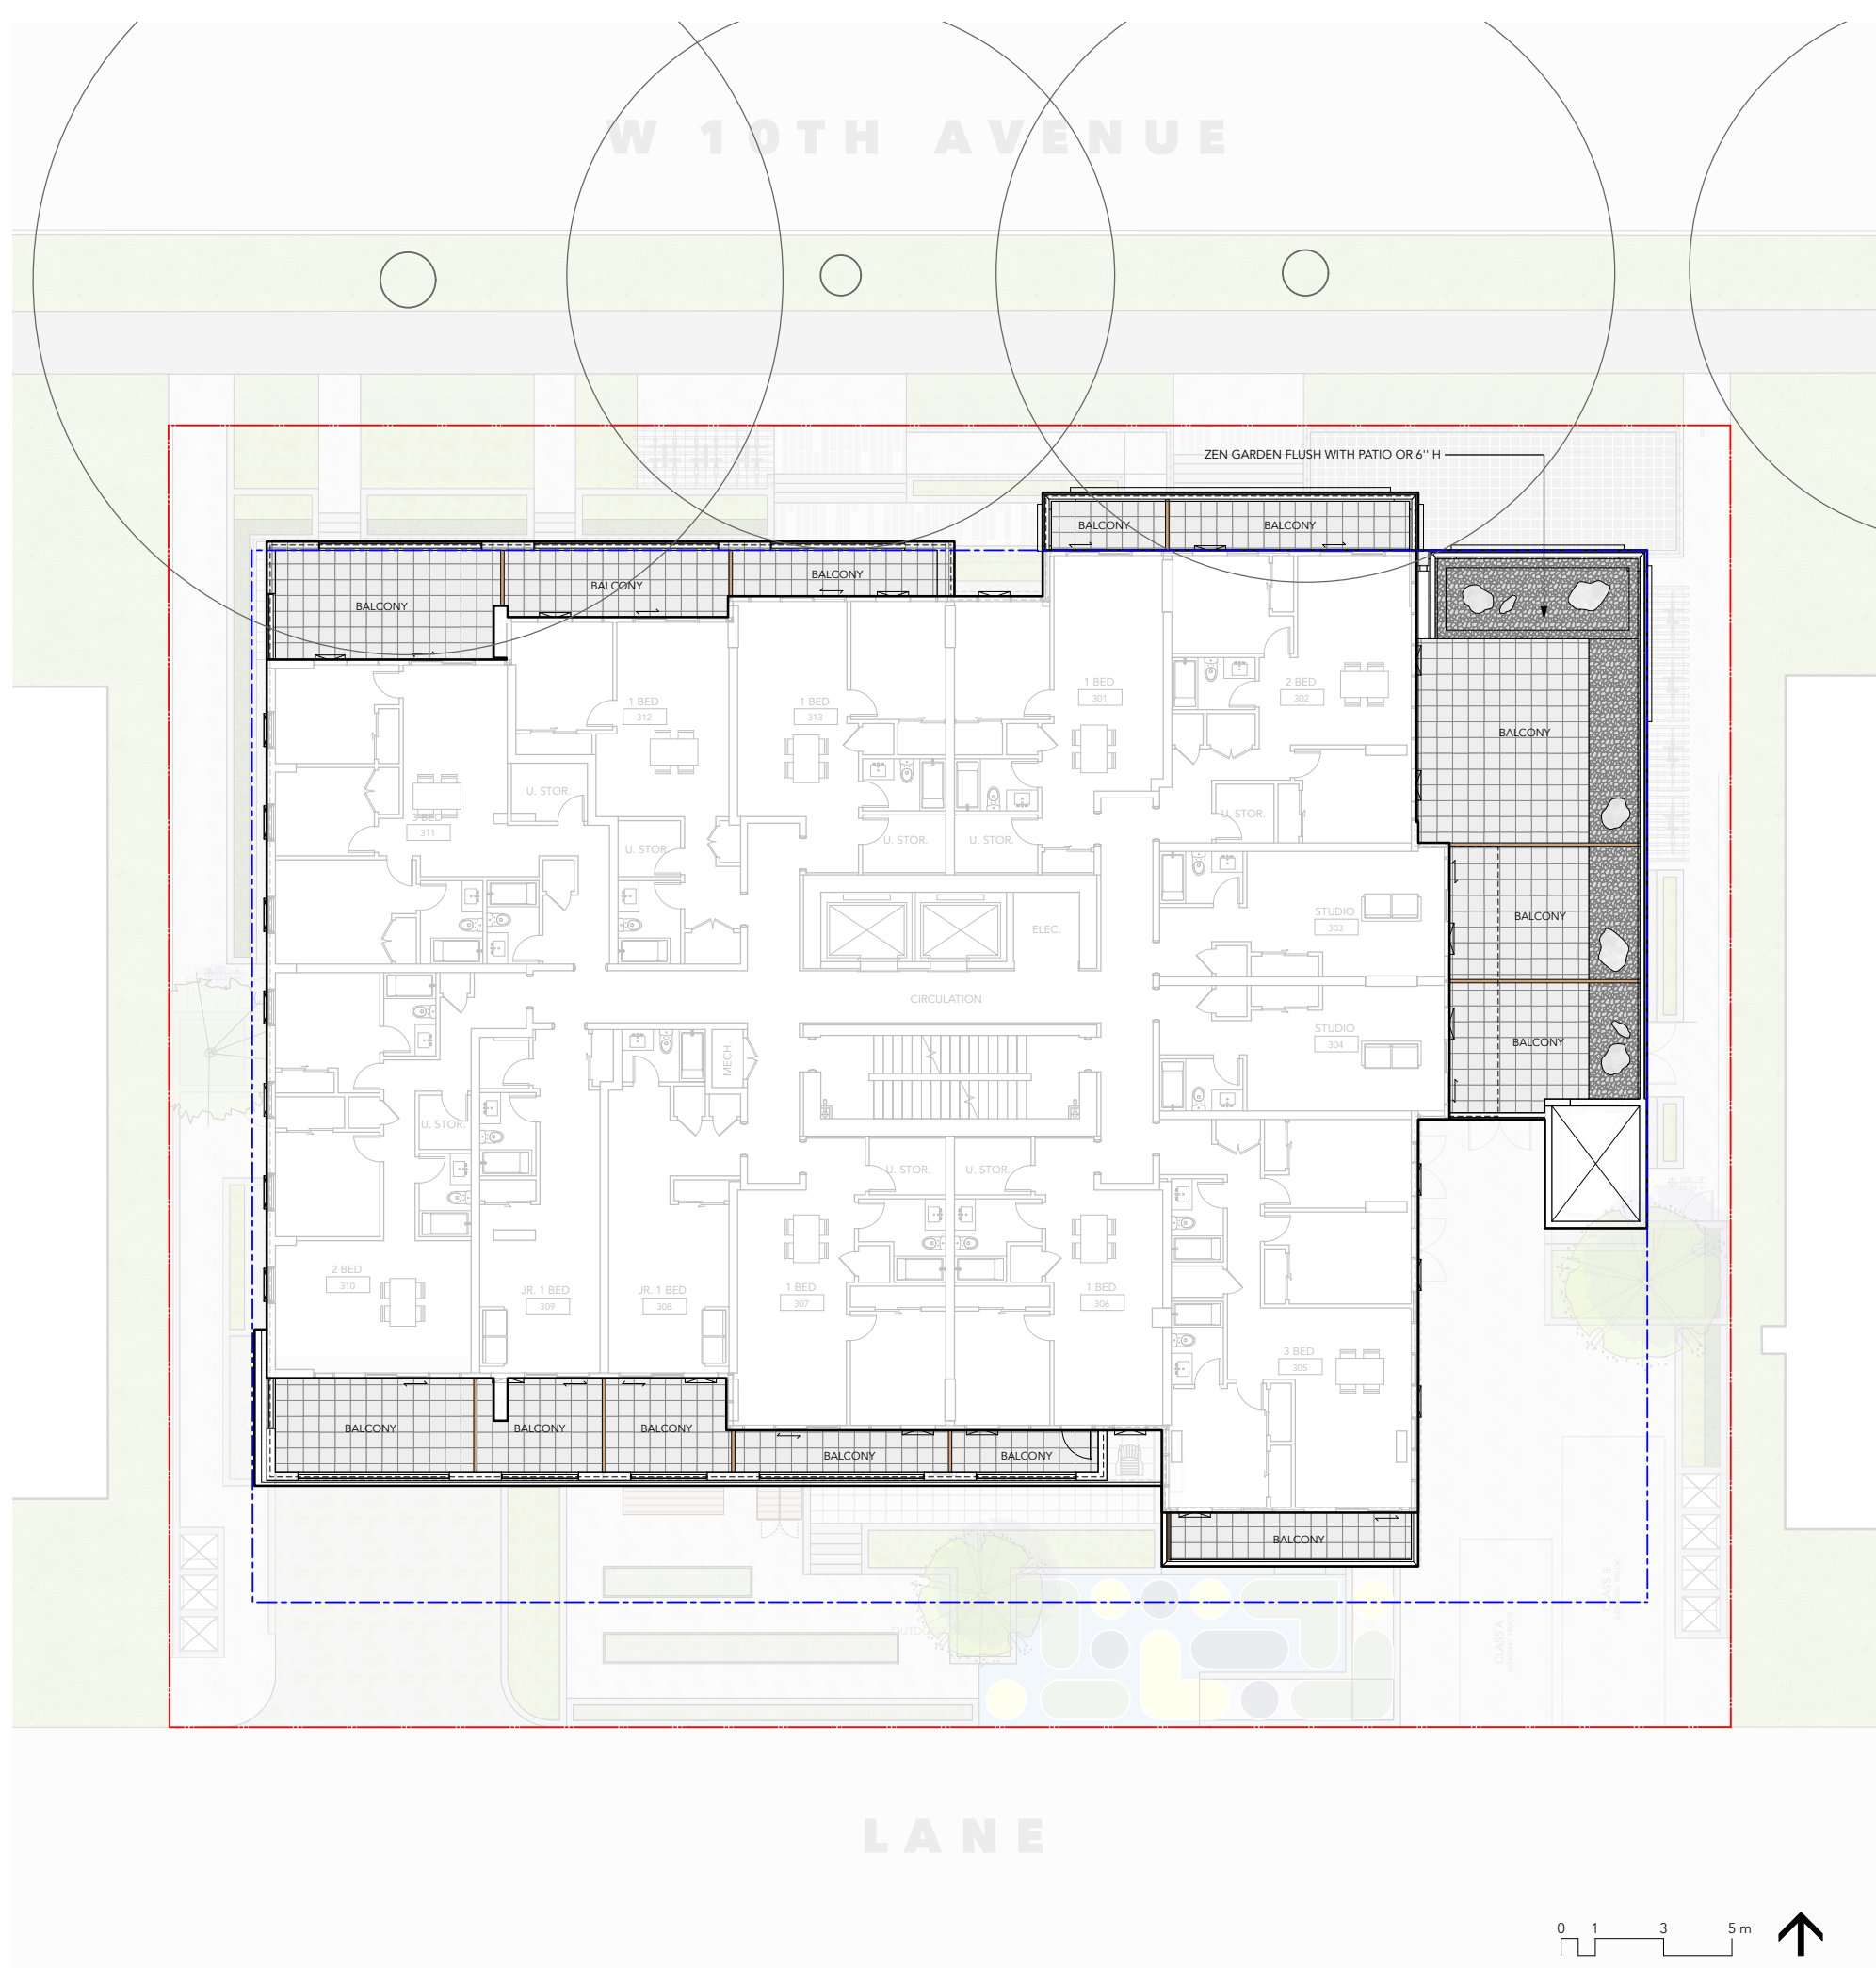 W 10TH AVENUE
ZEN GARDEN FLUSH WITH PATIO OR 6" H
BALCONY
BALCONY
BALCONY
BALCONY
BALCONY
1 BED
301
2 BED
302
1 BED
312
1 BED
313
BALCONY
U. STOR.
3 BED
311
U. STOR.
U. STOR.
U. STOR.
U. STOR.
STUDIO
303
BALCONY
ELEC.
CIRCULATION
STUDIO
304
BALCONY
MECH.
U. STOR.
U. STOR.
U. STOR.
2 BED
310
JR. 1 BED
309
JR. 1 BED
308
1 BED
307
1 BED
306
3 BED
305
BALCONY
BALCONY
BALCONY
BALCONY
BALCONY
BALCONY
CLASS B
CLASS A
LANE
0 1 3 5 m